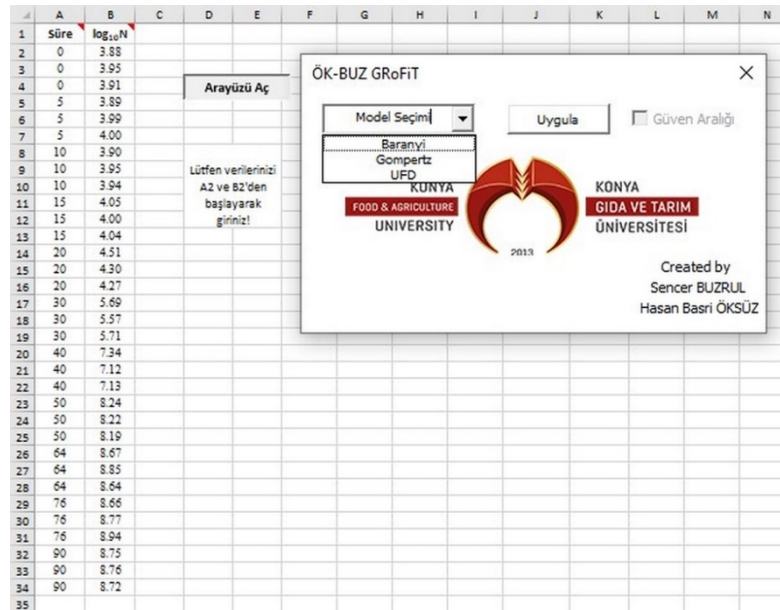 A B C D E F G H I J K L M N
1 Süre log₁₀N
2 0 3.88
3 0 3.95
4 0 3.91
5 5 3.89
6 5 3.99
7 5 4.00
8 10 3.90
9 10 3.95
10 10 3.94
11 15 4.05
12 15 4.00
13 15 4.04
14 20 4.51
15 20 4.30
16 20 4.27
17 30 5.69
18 30 5.57
19 30 5.71
20 40 7.34
21 40 7.12
22 40 7.13
23 50 8.24
24 50 8.22
25 50 8.19
26 64 8.67
27 64 8.85
28 64 8.64
29 76 8.66
30 76 8.77
31 76 8.94
32 90 8.75
33 90 8.76
34 90 8.72
35
Arayüzü Aç
Lütfen verilerinizi
A2 ve B2'den
başlayarak
giriniz!
ÖK-BUZ GRoFiT
Model Seçimi
Uygula
Güven Aralığı
Baranyi
Gompertz
UFD
KONYA
FOOD & AGRICULTURE
UNIVERSITY
2013
KONYA
GIDA VE TARIM
ÜNİVERSİTESİ
Created by
Sencer BUZRUL
Hasan Basri ÖKSÜZ